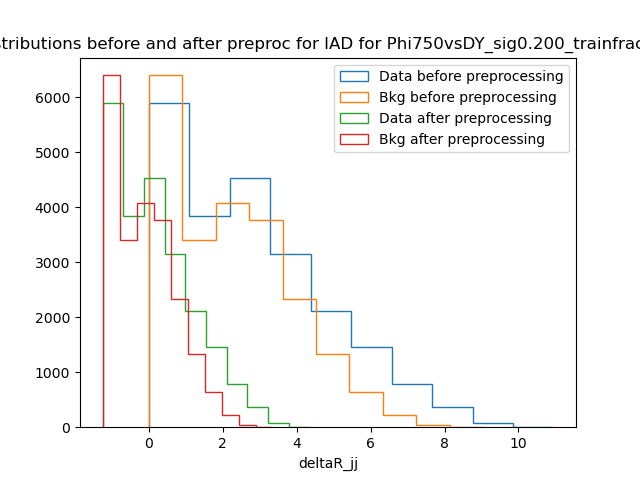 stributions before and after preproc for IAD for Phi750vsDY_sig0.200_trainfrac
Data before preprocessing
Bkg before preprocessing
Data after preprocessing
Bkg after preprocessing
6000
5000
4000
3000
2000
1000
0
0 2 4 6 8 10
deltaR_jj